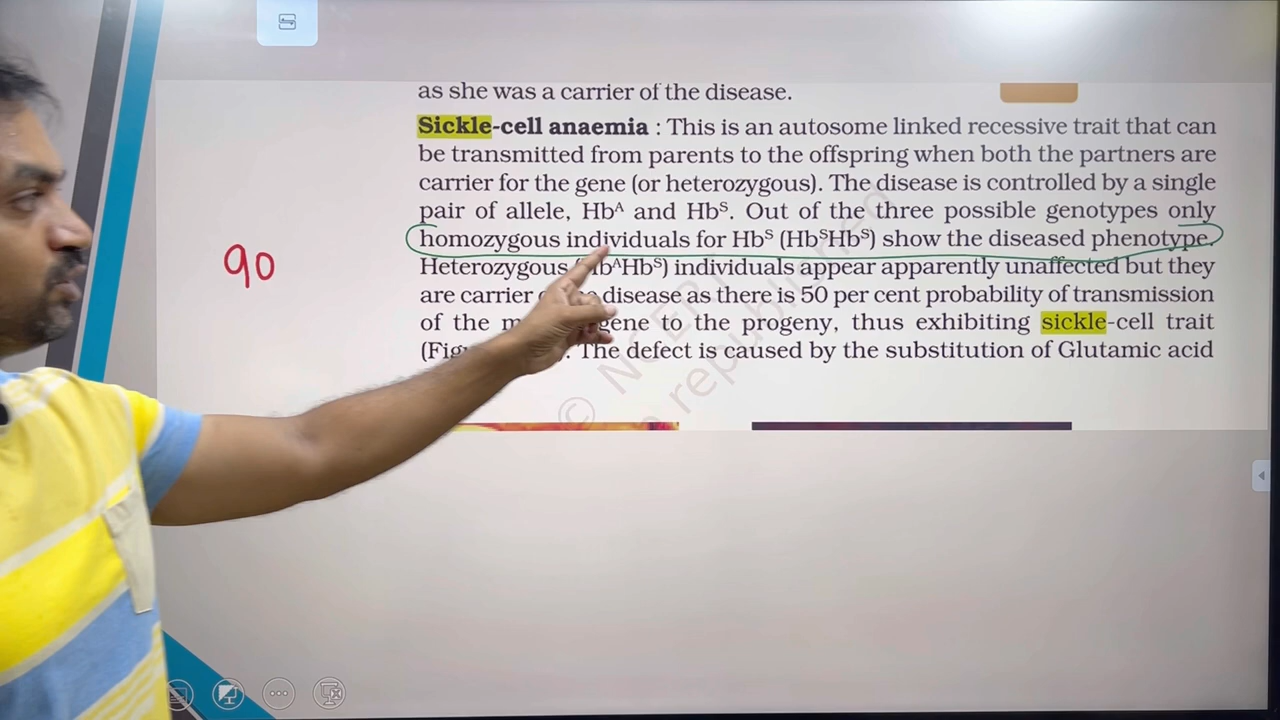 as she was a carrier of the disease.
Sickle-cell anaemia : This is an autosome linked recessive trait that can
be transmitted from parents to the offspring when both the partners are
carrier for the gene (or heterozygous). The disease is controlled by a single
pair of allele, Hbᴬ and Hbˢ. Out of the three possible genotypes only
homozygous individuals for Hbˢ (HbˢHbˢ) show the diseased phenotype.
90
Heterozygous HbˢHbˢ) individuals appear apparently unaffected but they
are carrier disease as there is 50 per cent probability of transmission
of the gene to the progeny, thus exhibiting sickle-cell trait
The defect is caused by the substitution of Glutamic acid
© NCERT
republished